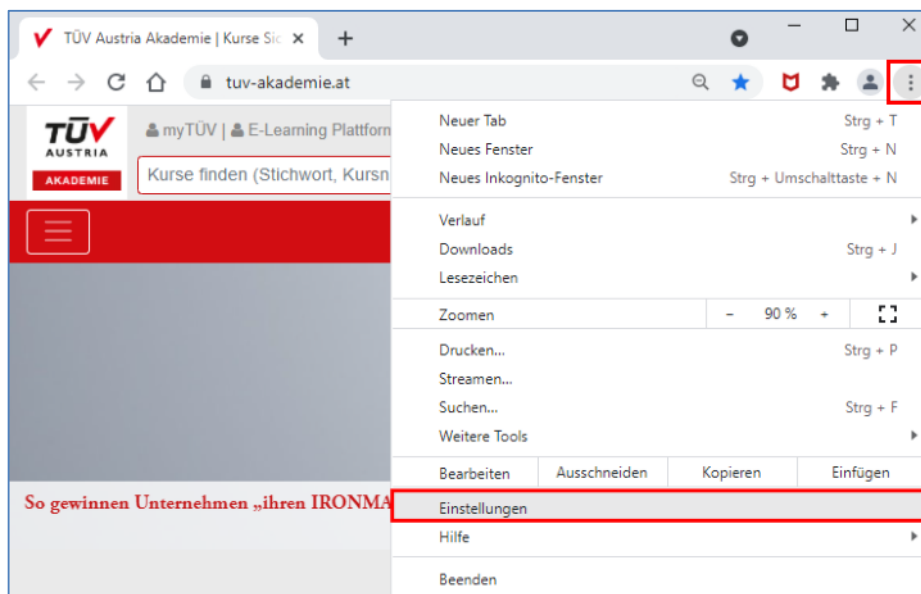 TÜV Austria Akademie | Kurse Sic
tuv-akademie.at
TÜV
AUSTRIA
AKADEMIE
myTÜV | E-Learning Plattform
Kurse finden (Stichwort, Kursn
So gewinnen Unternehmen „ihren IRONMA
Neuer Tab Strg + T
Neues Fenster Strg + N
Neues Inkognito-Fenster Strg + Umschalttaste + N
Verlauf
Downloads Strg + J
Lesezeichen
Zoomen - 90 % +
Drucken... Strg + P
Streamen...
Suchen... Strg + F
Weitere Tools
Bearbeiten Ausschneiden Kopieren Einfügen
Einstellungen
Hilfe
Beenden